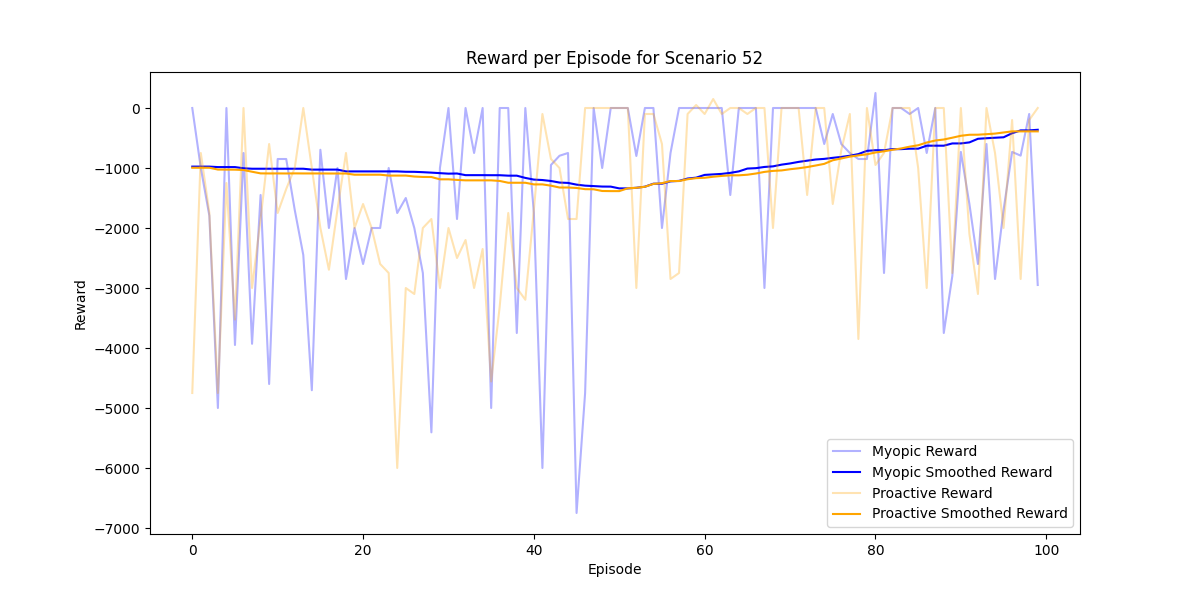 Reward per Episode for Scenario 52
Reward
0
−1000
−2000
−3000
−4000
−5000
−6000
−7000
Myopic Reward
Myopic Smoothed Reward
Proactive Reward
Proactive Smoothed Reward
0 20 40 60 80 100
Episode